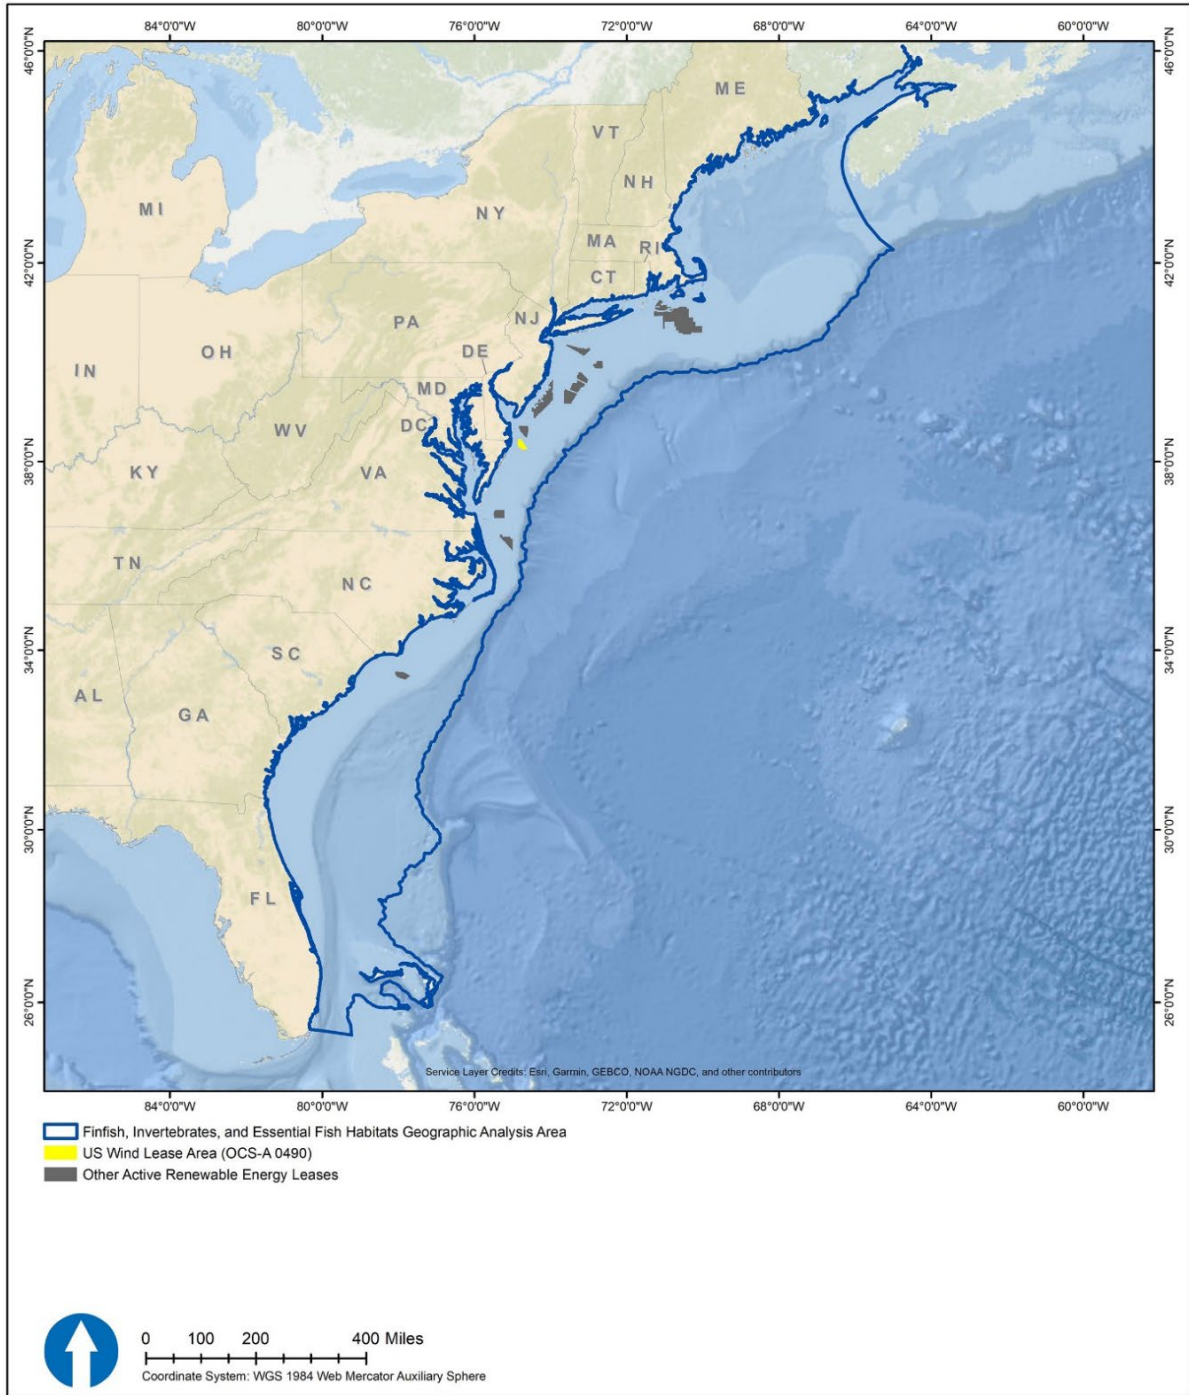 84°0'0"W 80°0'0"W 76°0'0"W 72°0'0"W 68°0'0"W 64°0'0"W 60°0'0"W
46°0'0"N 46°0'0"N
ME
VT
NH
MI
NY
MA RI
42°0'0"N 42°0'0"N
CT
PA NJ
OH DE
IN
MD
WV DC
38°0'0"N 38°0'0"N
KY VA
TN
NC
34°0'0"N 34°0'0"N
SC
AL
GA
30°0'0"N 30°0'0"N
FL
26°0'0"N 26°0'0"N
Service Layer Credits: Esri, Garmin, GEBCO, NOAA NGDC, and other contributors
84°0'0"W 80°0'0"W 76°0'0"W 72°0'0"W 68°0'0"W 64°0'0"W 60°0'0"W
Finfish, Invertebrates, and Essential Fish Habitats Geographic Analysis Area
US Wind Lease Area (OCS-A 0490)
Other Active Renewable Energy Leases
0 100 200 400 Miles
Coordinate System: WGS 1984 Web Mercator Auxiliary Sphere